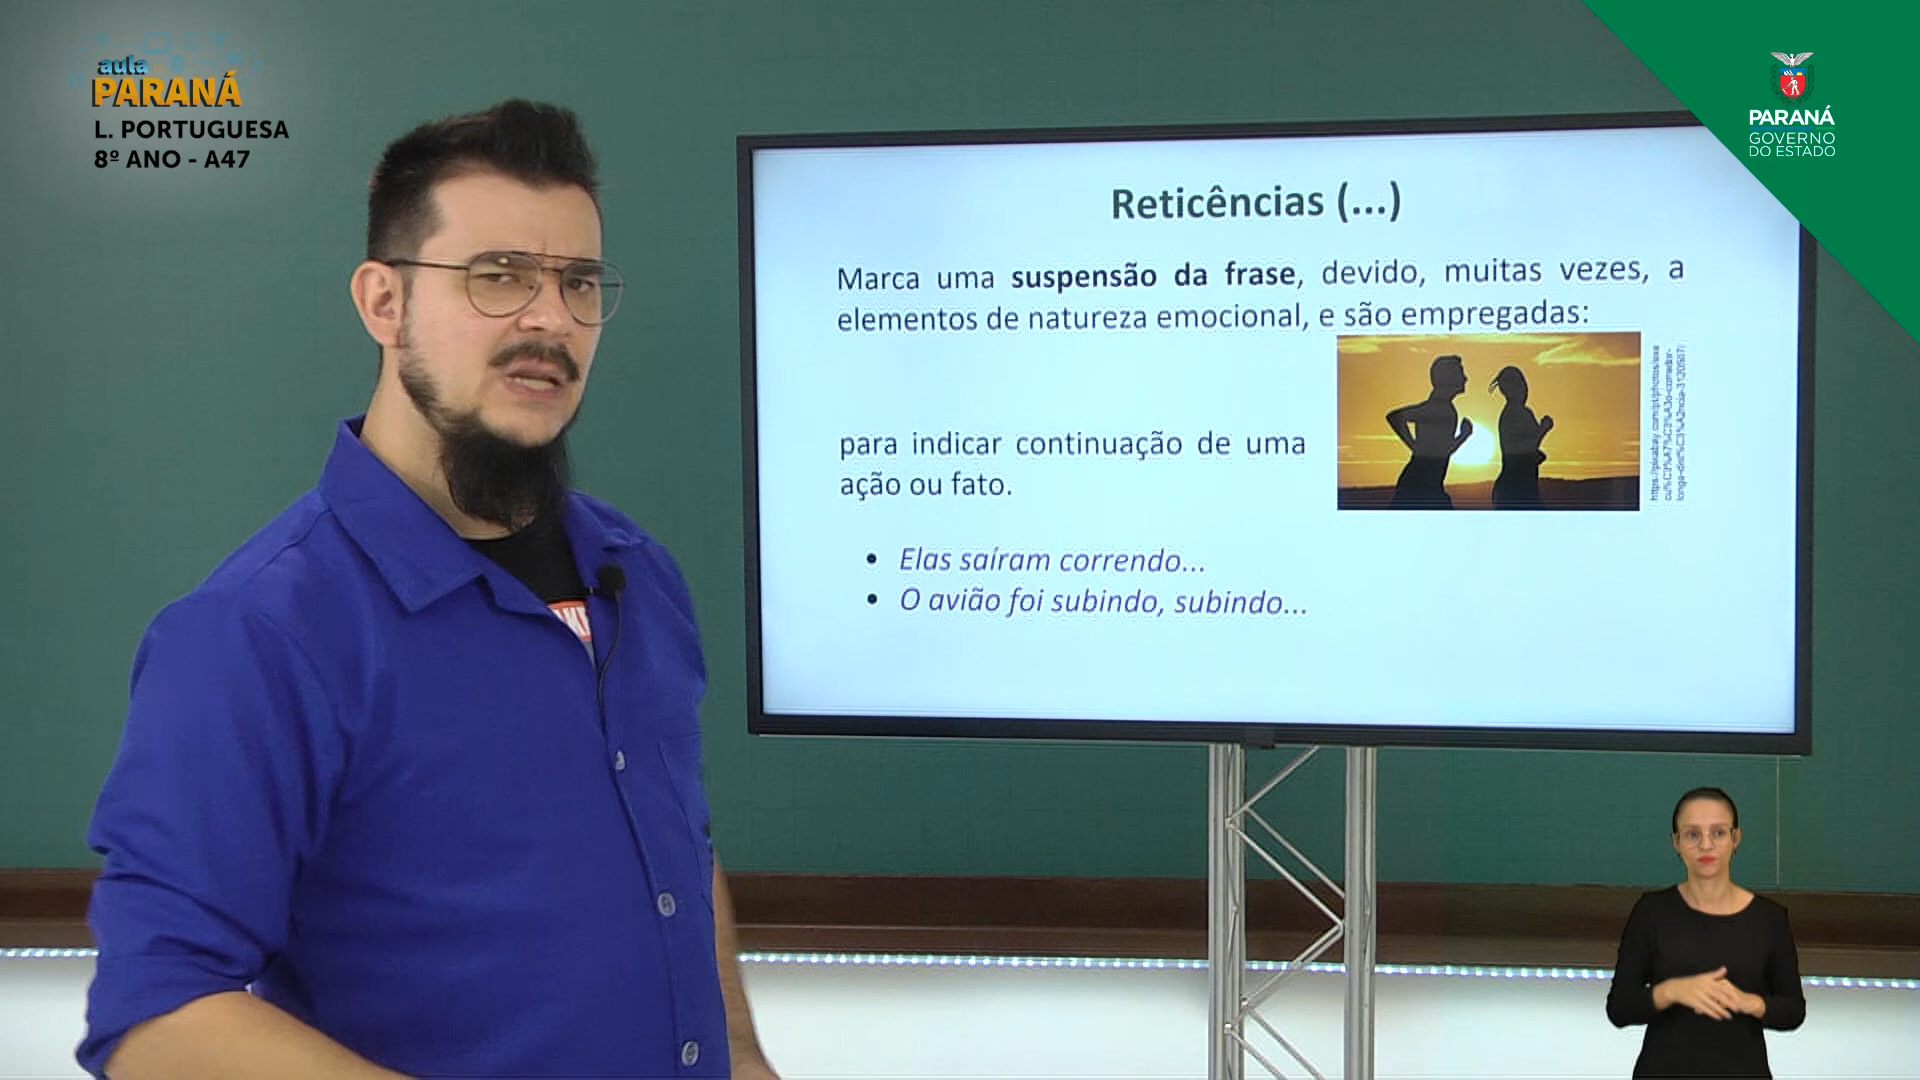 aula
PARANÁ
L. PORTUGUESA
8º ANO - A47
PARANÁ
GOVERNO
DO ESTADO
Reticências (...)
Marca uma suspensão da frase, devido, muitas vezes, a
elementos de natureza emocional, e são empregadas:
para indicar continuação de uma
ação ou fato.
• Elas saíram correndo...
• O avião foi subindo, subindo...